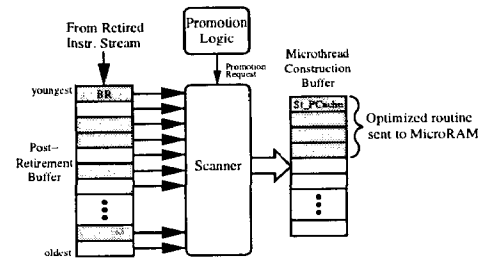 From Retired
Instr. Stream
Promotion
Logic
Promotion
Request
Microthread
Construction
Buffer
youngest
BR
St_PCache
Optimized routine
sent to MicroRAM
Post-
Retirement
Buffer
Scanner
oldest